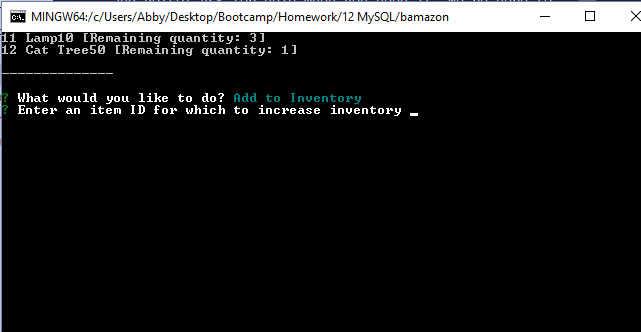 MINGW64:/c/Users/Abby/Desktop/Bootcamp/Homework/12 MySQL/bamazon
11 Lamp10 [Remaining quantity: 3]
12 Cat Tree50 [Remaining quantity: 1]
--------------
? What would you like to do? Add to Inventory
? Enter an item ID for which to increase inventory